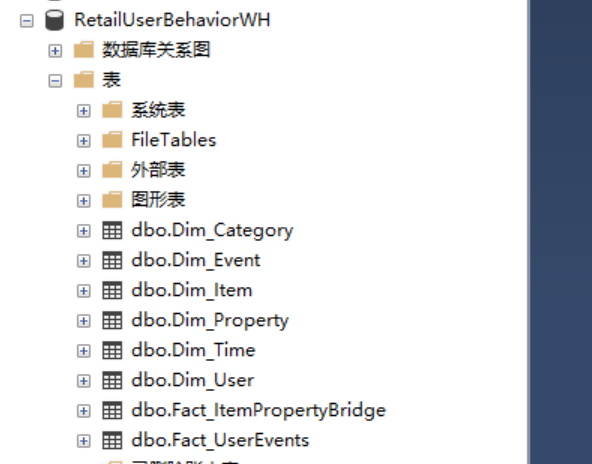 RetailUserBehaviorWH
数据库关系图
表
系统表
FileTables
外部表
图形表
dbo.Dim_Category
dbo.Dim_Event
dbo.Dim_Item
dbo.Dim_Property
dbo.Dim_Time
dbo.Dim_User
dbo.Fact_ItemPropertyBridge
dbo.Fact_UserEvents